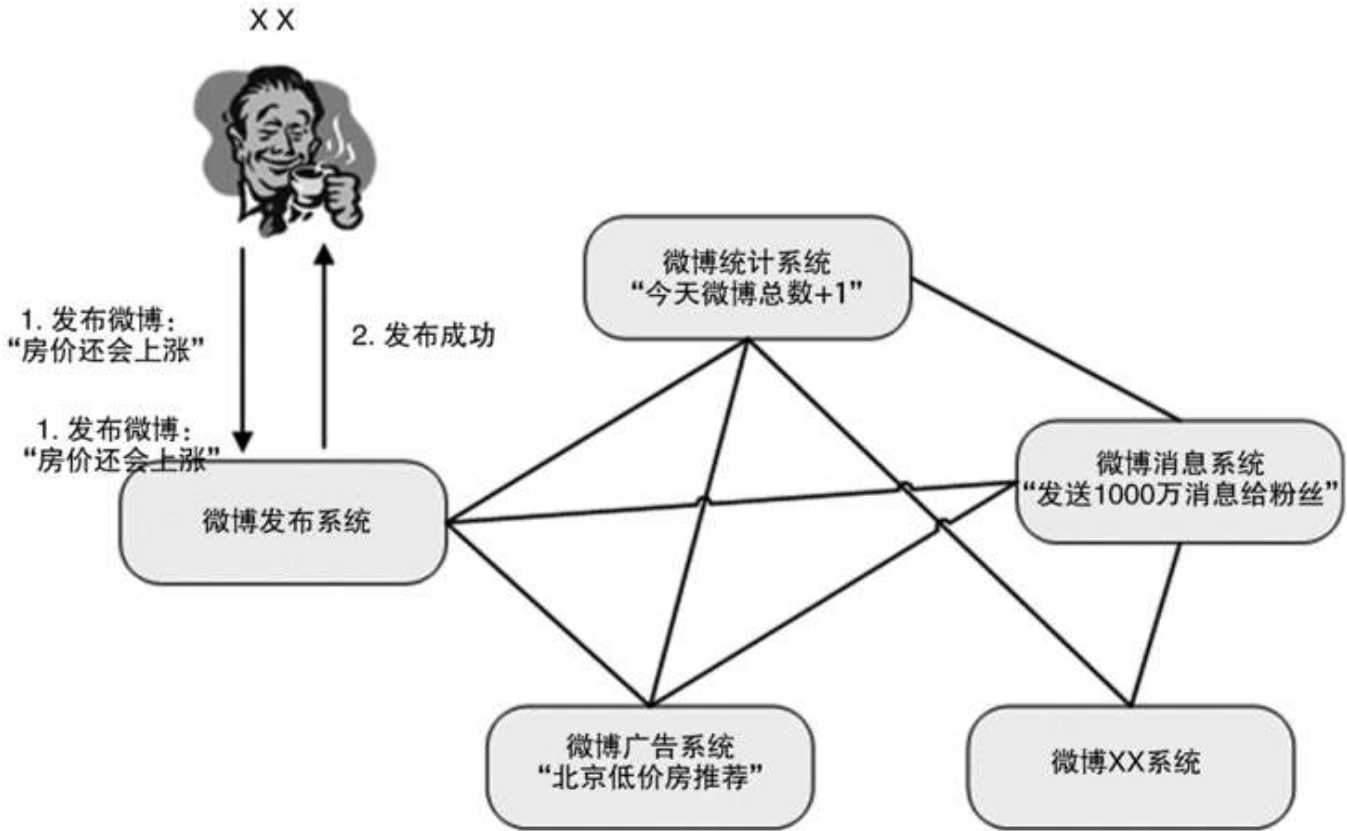 X X
1. 发布微博：
“房价还会上涨”
2. 发布成功
1. 发布微博：
“房价还会上涨”
微博发布系统
微博统计系统
“今天微博总数+1”
微博消息系统
“发送1000万消息给粉丝”
微博广告系统
“北京低价房推荐”
微博XX系统